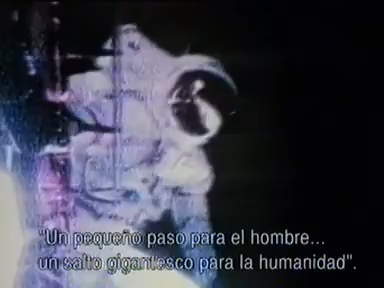 "Un pequeño paso para el hombre...
un salto gigantesco para la humanidad".